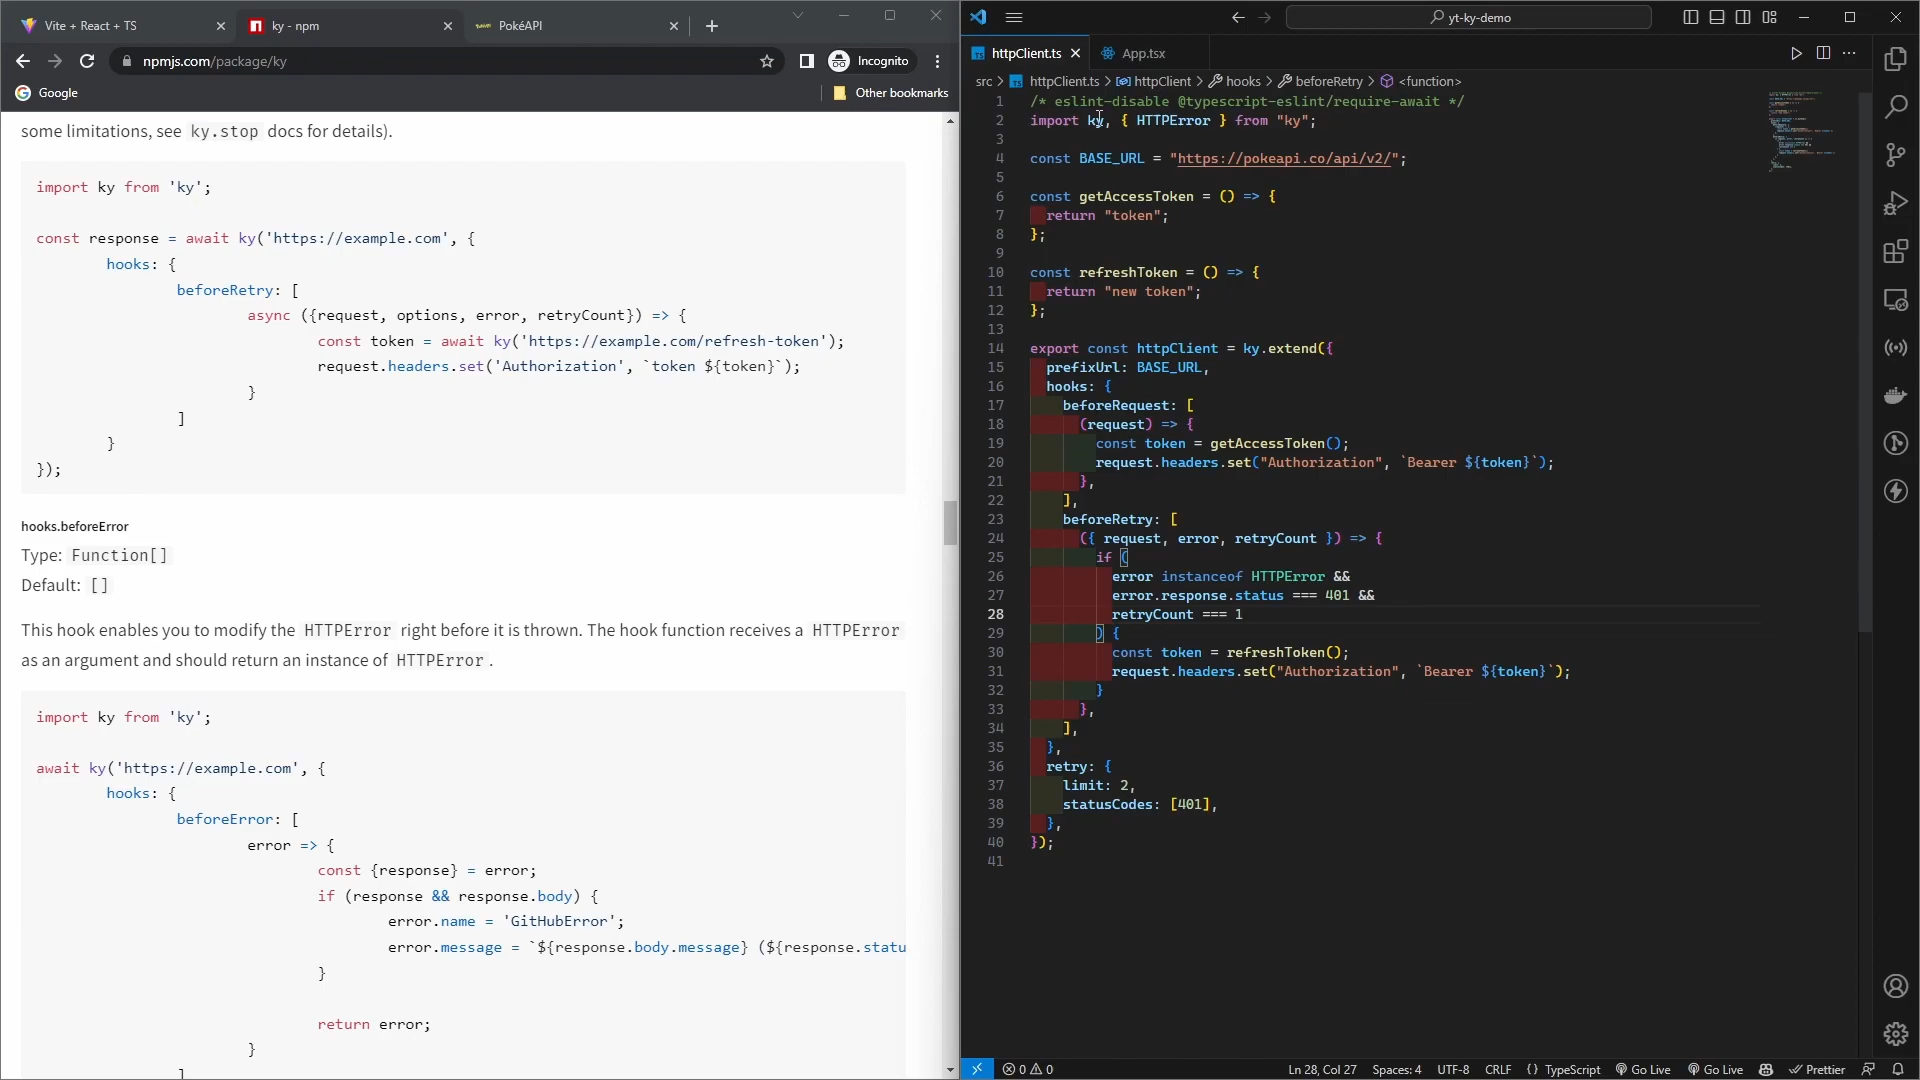 Vite + React + TS
ky - npm
PokéAPI
npmjs.com/package/ky
Incognito
Google
Other bookmarks
some limitations, see ky.stop docs for details).
import ky from 'ky';
const response = await ky('https://example.com', {
hooks: {
beforeRetry: [
async ({request, options, error, retryCount}) => {
const token = await ky('https://example.com/refresh-token');
request.headers.set('Authorization', `token ${token}`);
}
]
}
});
hooks.beforeError
Type: Function[]
Default: []
This hook enables you to modify the HTTPError right before it is thrown. The hook function receives a HTTPError
as an argument and should return an instance of HTTPError.
import ky from 'ky';
await ky('https://example.com', {
hooks: {
beforeError: [
error => {
const {response} = error;
if (response && response.body) {
error.name = 'GitHubError';
error.message = `${response.body.message} (${response.statu
}
return error;
}
]
yt-ky-demo
httpClient.ts
App.tsx
src > httpClient.ts > httpClient > hooks > beforeRetry > <function>
1 /* eslint-disable @typescript-eslint/require-await */
2 import ky, { HTTPError } from "ky";
3
4 const BASE_URL = "https://pokeapi.co/api/v2/";
5
6 const getAccessToken = () => {
7 return "token";
8 };
9
10 const refreshToken = () => {
11 return "new token";
12 };
13
14 export const httpClient = ky.extend({
15 prefixUrl: BASE_URL,
16 hooks: {
17 beforeRequest: [
18 (request) => {
19 const token = getAccessToken();
20 request.headers.set("Authorization", `Bearer ${token}`);
21 },
22 ],
23 beforeRetry: [
24 ({ request, error, retryCount }) => {
25 if (
26 error instanceof HTTPError &&
27 error.response.status === 401 &&
28 retryCount === 1
29 ) {
30 const token = refreshToken();
31 request.headers.set("Authorization", `Bearer ${token}`);
32 }
33 },
34 ],
35 },
36 retry: {
37 limit: 2,
38 statusCodes: [401],
39 },
40 });
41
0 0
Ln 28, Col 27
Spaces: 4
UTF-8
CRLF
{} TypeScript
Go Live
Go Live
Prettier